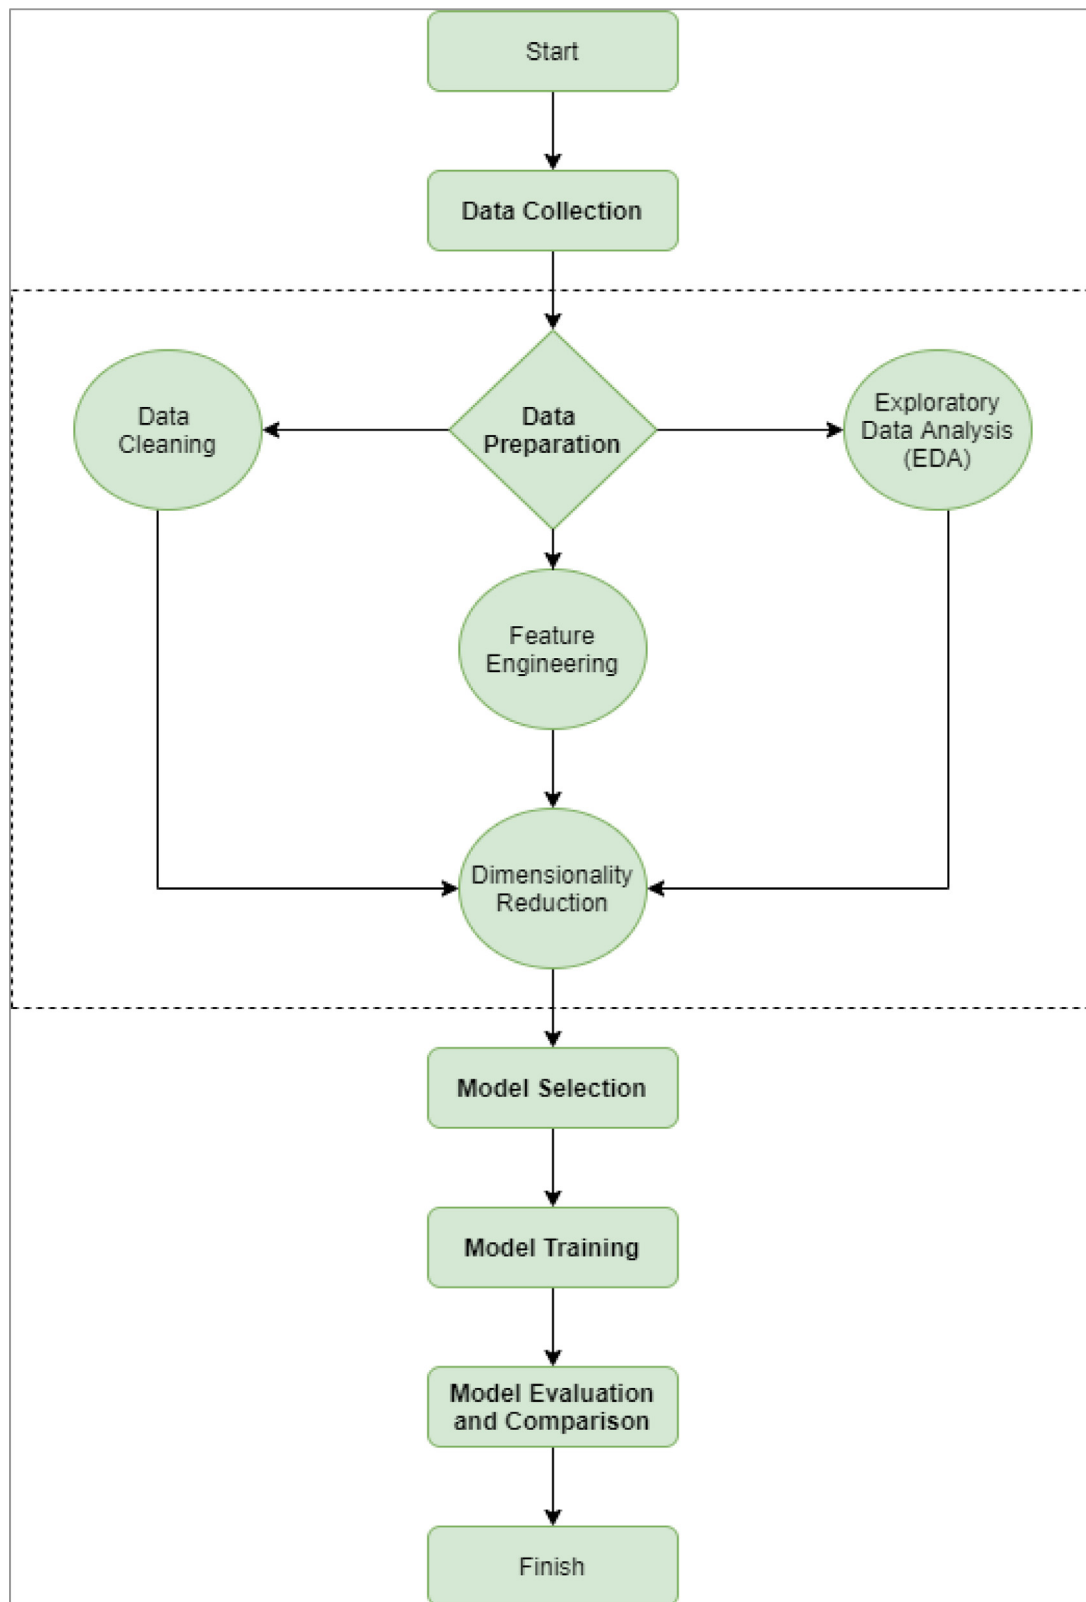 Start
Data Collection
Data
Cleaning
Data
Preparation
Exploratory
Data Analysis
(EDA)
Feature
Engineering
Dimensionality
Reduction
Model Selection
Model Training
Model Evaluation
and Comparison
Finish